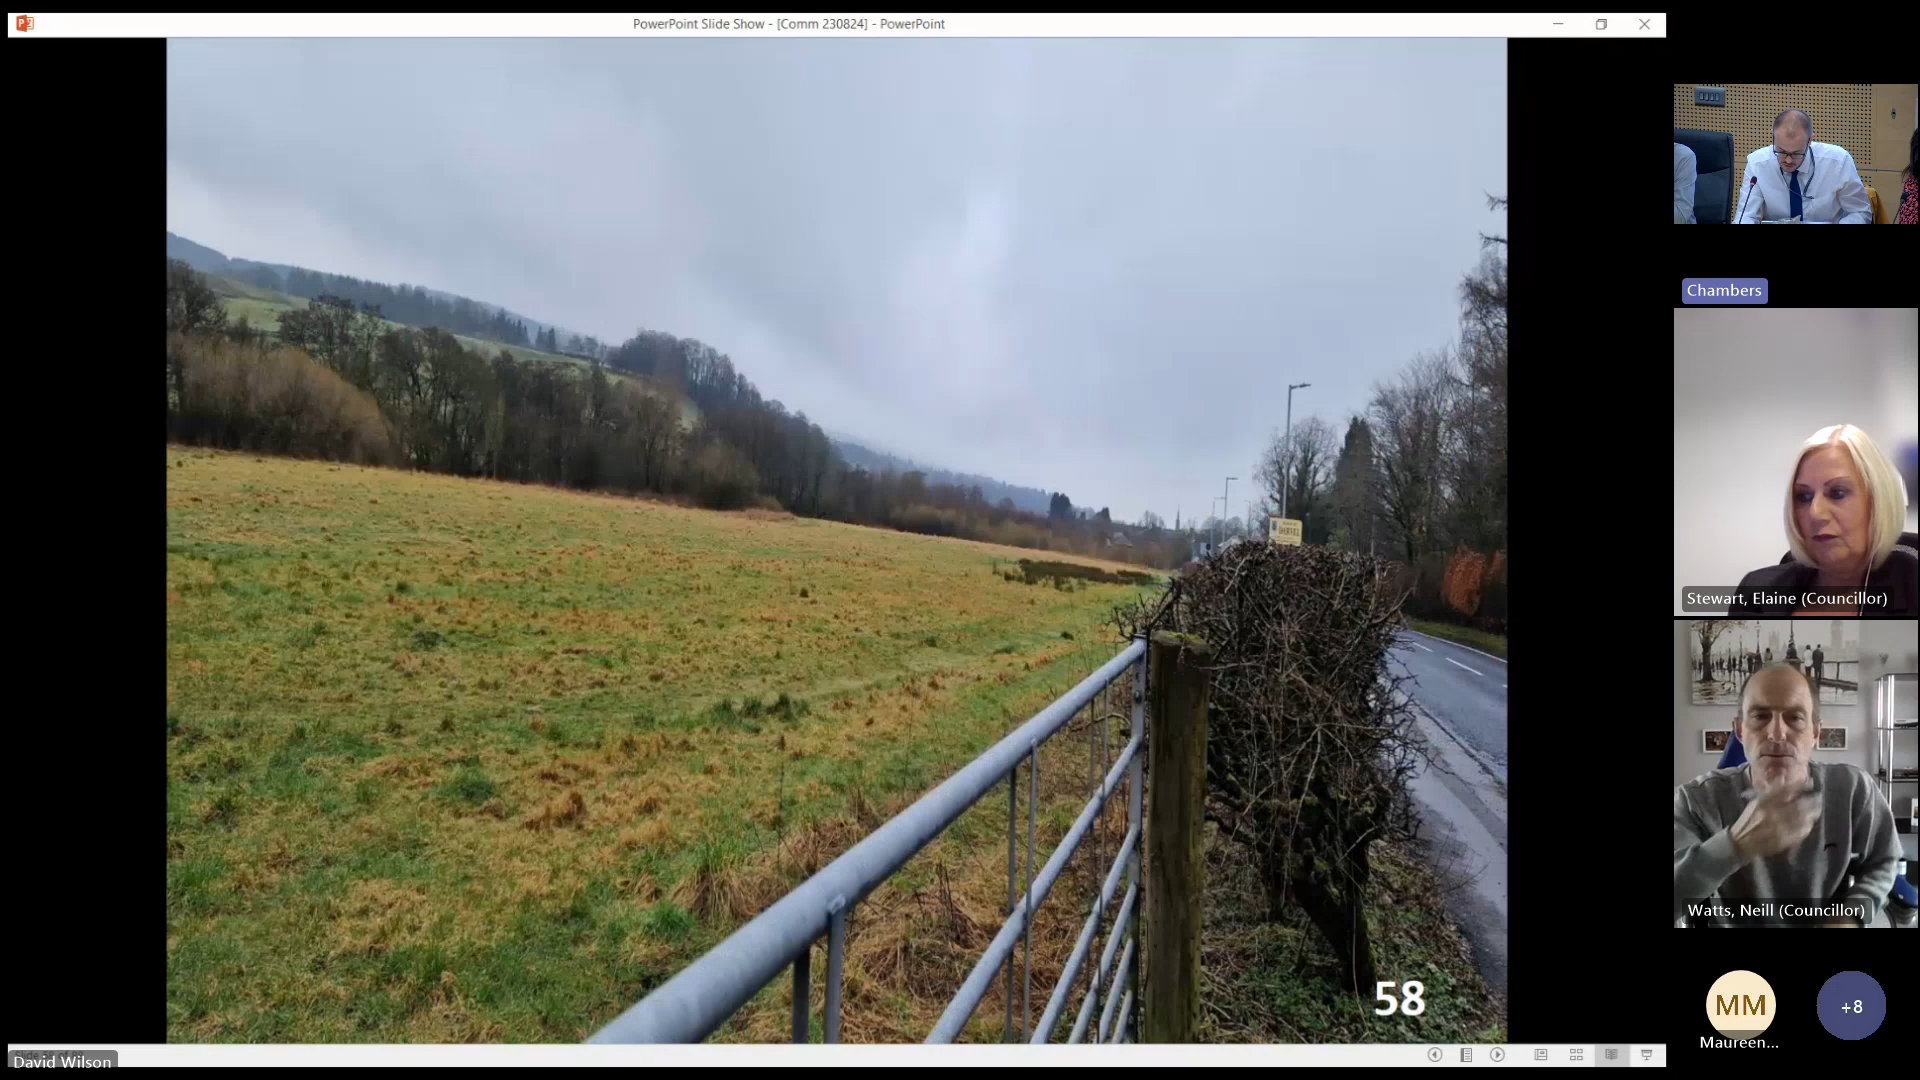 PowerPoint Slide Show - [Comm 230824] - PowerPoint
Chambers
Stewart, Elaine (Councillor)
DARVEL
Watts, Neill (Councillor)
58
MM
+8
Maureen...
David Wilson